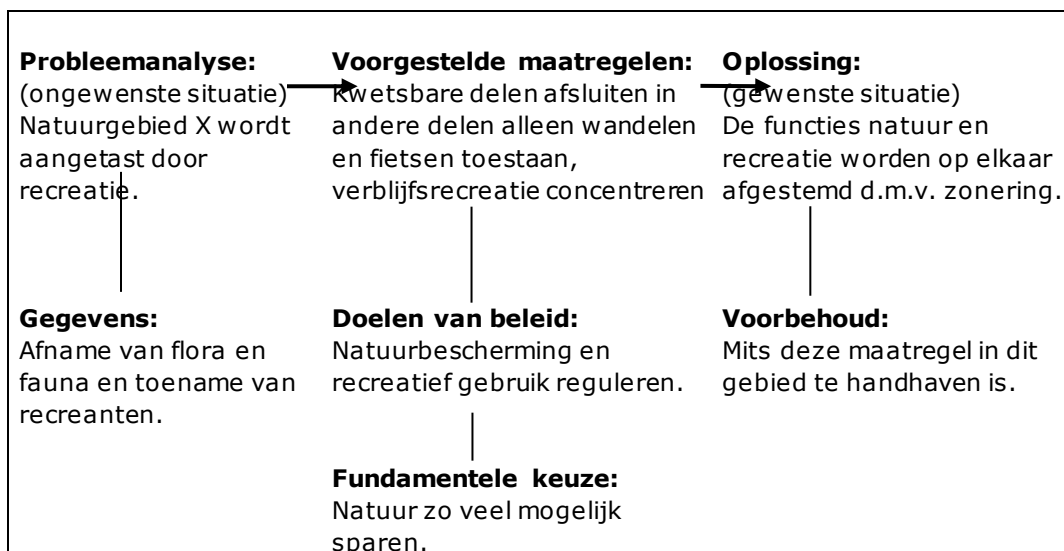 Probleemanalyse:
(ongewenste situatie)
Natuurgebied X wordt
aangetast door
recreatie.
Voorgestelde maatregelen:
kwetsbare delen afsluiten in
andere delen alleen wandelen
en fietsen toestaan,
verblijfsrecreatie concentreren
Oplossing:
(gewenste situatie)
De functies natuur en
recreatie worden op elkaar
afgestemd d.m.v. zonering.
Gegevens:
Afname van flora en
fauna en toename van
recreanten.
Doelen van beleid:
Natuurbescherming en
recreatief gebruik reguleren.
Voorbehoud:
Mits deze maatregel in dit
gebied te handhaven is.
Fundamentele keuze:
Natuur zo veel mogelijk
sparen.